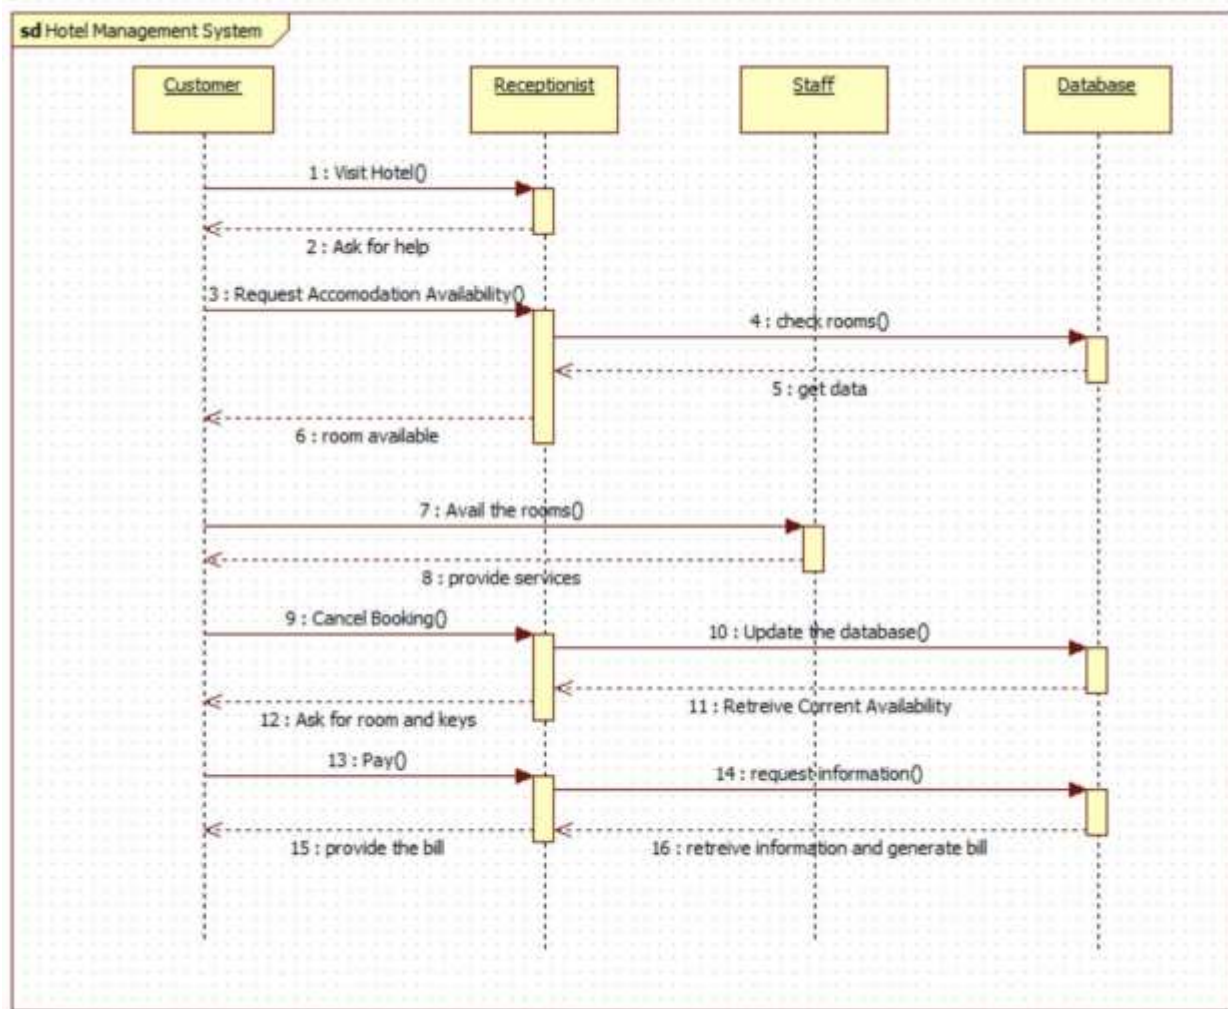 sd Hotel Management System
Customer
Receptionist
Staff
Database
1 : Visit Hotel()
2 : Ask for help
3 : Request Accomodation Availability()
4 : check rooms()
5 : get data
6 : room available
7 : Avail the rooms()
8 : provide services
9 : Cancel Booking()
10 : Update the database()
11 : Retreive Corrent Availability
12 : Ask for room and keys
13 : Pay()
14 : request information()
15 : provide the bill
16 : retreive information and generate bill